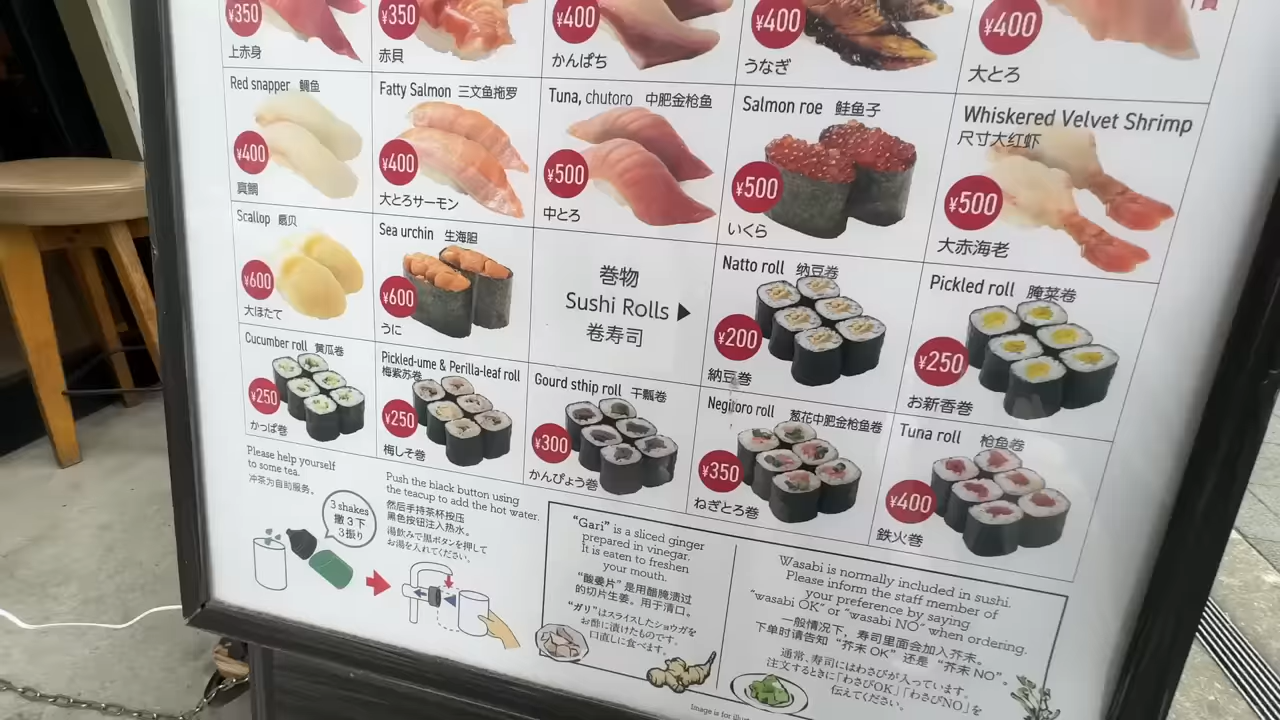 ¥350
上赤身
¥350
赤貝
¥400
かんぱち
¥400
うなぎ
¥400
大とろ
Red snapper 鲷鱼
¥400
真鯛
Fatty Salmon 三文鱼拖罗
¥400
大とろサーモン
Tuna, chutoro 中肥金枪鱼
¥500
中とろ
Salmon roe 鲑鱼子
¥500
いくら
Whiskered Velvet Shrimp
尺寸大红虾
¥500
大赤海老
Scallop 扇贝
¥600
大ほたて
Sea urchin 生海胆
¥600
うに
巻物
Sushi Rolls ▶
卷寿司
Natto roll 纳豆卷
¥200
納豆巻
Pickled roll 腌菜卷
¥250
お新香巻
Cucumber roll 黄瓜卷
¥250
かっぱ巻
Pickled-ume & Perilla-leaf roll
梅紫苏卷
¥250
梅しそ巻
Gourd sthip roll 干瓢卷
¥300
かんぴょう巻
Negitoro roll 葱花中肥金枪鱼卷
¥350
ねぎとろ巻
Tuna roll 枪鱼卷
¥400
鉄火巻
Please help yourself
to some tea.
冲茶为自助服务。
3 shakes
撒 3 下
3 振り
Push the black button using
the teacup to add the hot water.
然后手持茶杯按压
黑色按钮注入热水。
湯飲みで黒ボタンを押して
お湯を入れてください。
"Gari" is a sliced ginger
prepared in vinegar.
It is eaten to freshen
your mouth.
"酸姜片" 是用醋腌渍过
的切片生姜。用于清口。
"ガリ"はスライスしたショウガを
お酢に漬けたものです。
口直しに食べます。
Wasabi is normally included in sushi.
Please inform the staff member of
your preference by saying
"wasabi OK" or "wasabi NO" when ordering.
一般情况下，寿司里面会加入芥末。
下单时请告知 "芥末 OK" 还是 "芥末 NO"。
通常、寿司にはわさびが入っています。
注文するときに「わさびOK」「わさびNO」を
伝えてください。
Image is for